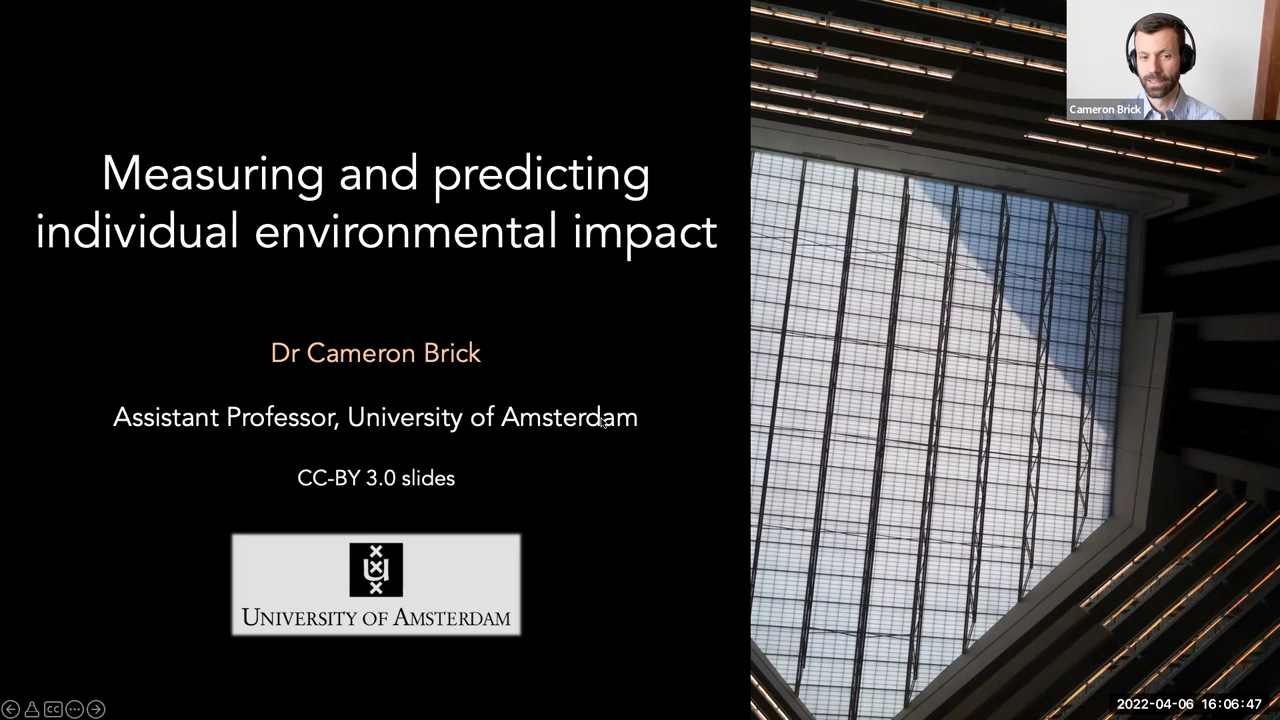 Measuring and predicting
individual environmental impact
Dr Cameron Brick
Assistant Professor, University of Amsterdam
CC-BY 3.0 slides
U
UNIVERSITY OF AMSTERDAM
Cameron Brick
CC
2022-04-06 16:06:47